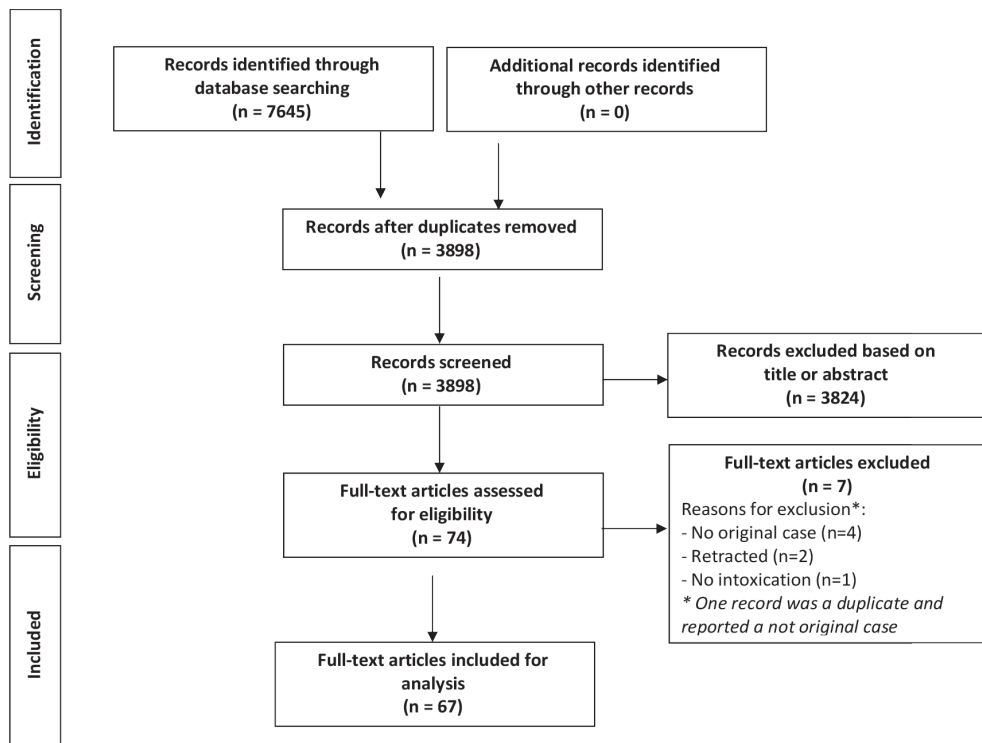 Identification
Records identified through
database searching
(n = 7645)
Additional records identified
through other records
(n = 0)
Screening
Records after duplicates removed
(n = 3898)
Records screened
(n = 3898)
Records excluded based on
title or abstract
(n = 3824)
Eligibility
Full-text articles assessed
for eligibility
(n = 74)
Full-text articles excluded
(n = 7)
Reasons for exclusion*:
- No original case (n=4)
- Retracted (n=2)
- No intoxication (n=1)
* One record was a duplicate and
reported a not original case
Included
Full-text articles included for
analysis
(n = 67)